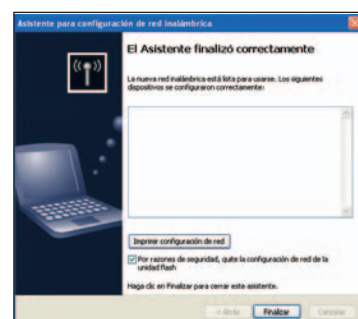 Asistente para configuración de red inalámbrica
El Asistente finalizó correctamente
La nueva red inalámbrica está lista para usarse. Los siguientes
dispositivos se configuraron correctamente:
Imprimir configuración de red
Por razones de seguridad, quite la configuración de red de la
unidad flash
Haga clic en Finalizar para cerrar este asistente.
< Atrás
Finalizar
Cancelar